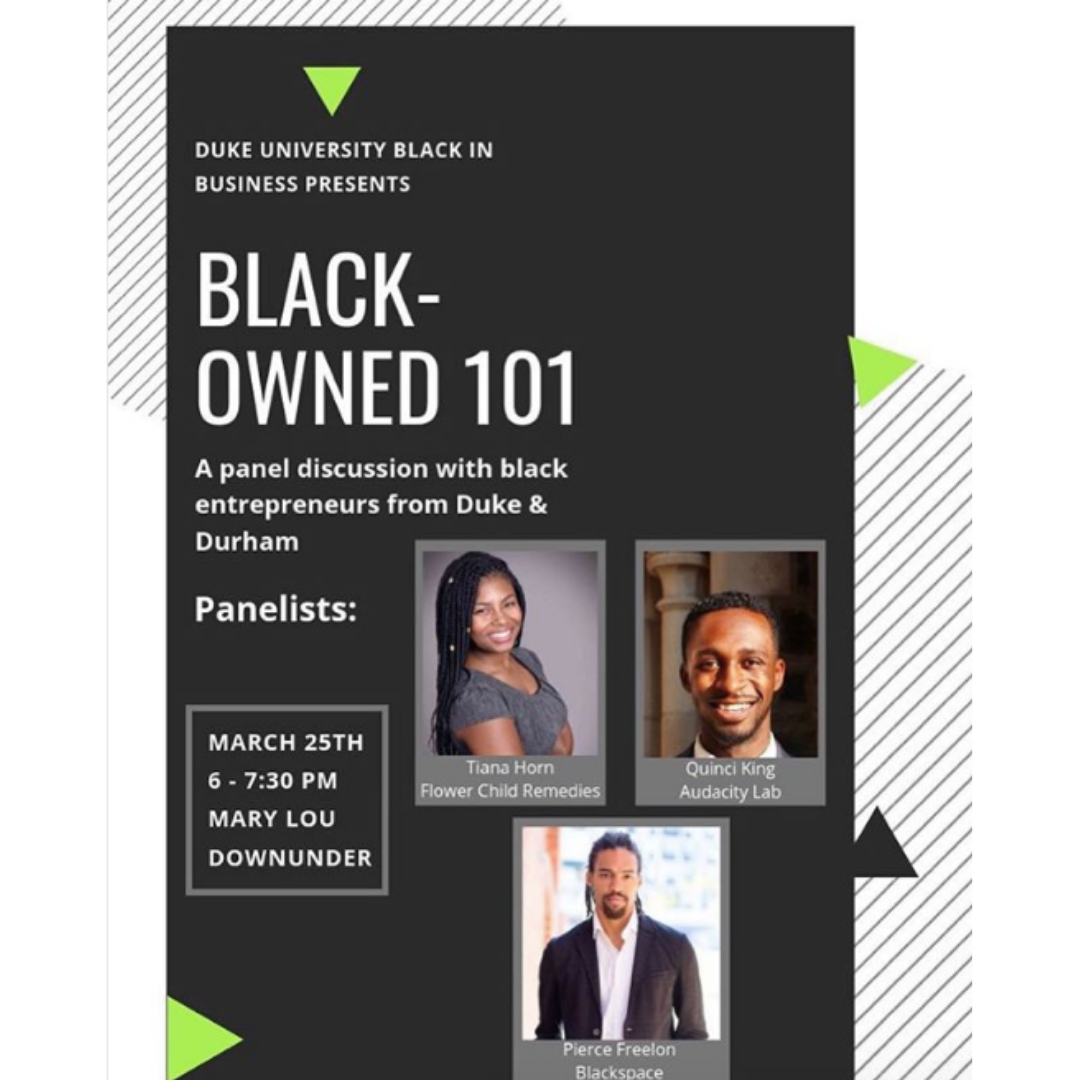 DUKE UNIVERSITY BLACK IN
BUSINESS PRESENTS
BLACK-
OWNED 101
A panel discussion with black
entrepreneurs from Duke &
Durham
Panelists:
MARCH 25TH
6 - 7:30 PM
MARY LOU
DOWNUNDER
Tiana Horn
Flower Child Remedies
Quinci King
Audacity Lab
Pierce Freelon
Blackspace